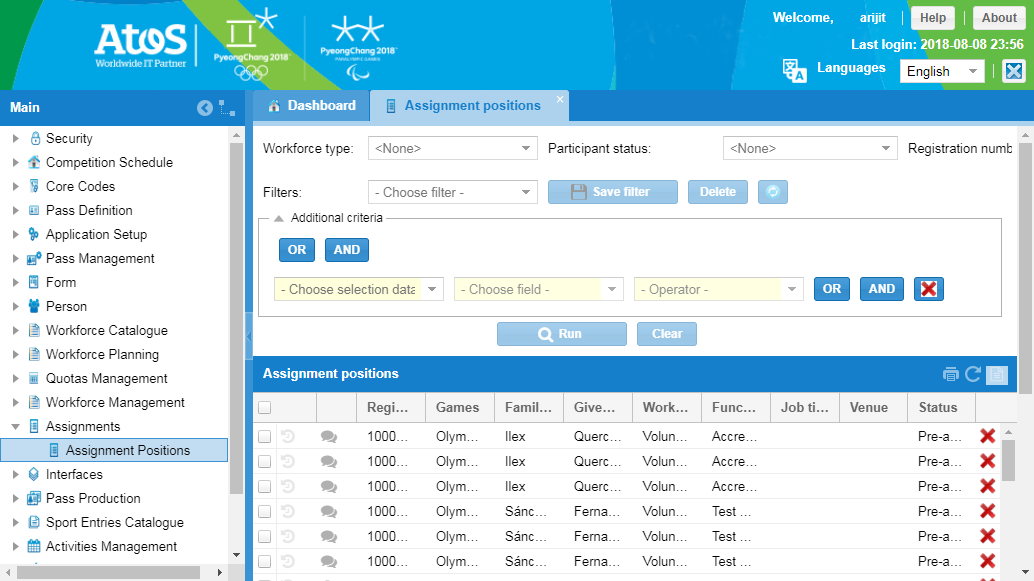 Welcome, arijit Help About
Last login: 2018-08-08 23:56
Languages English
Atos
Worldwide IT Partner
PyeongChang 2018
PyeongChang 2018
PARALYMPIC GAMES
Main
Dashboard
Assignment positions
Security
Competition Schedule
Core Codes
Pass Definition
Application Setup
Pass Management
Form
Person
Workforce Catalogue
Workforce Planning
Quotas Management
Workforce Management
Assignments
Assignment Positions
Interfaces
Pass Production
Sport Entries Catalogue
Activities Management
Workforce type: <None> Participant status: <None> Registration numb
Filters: - Choose filter - Save filter Delete
Additional criteria
OR AND
- Choose selection data - Choose field - - Operator - OR AND
Run Clear
Assignment positions
Regi... Games Famil... Give... Work... Func... Job ti... Venue Status
1000... Olym... Ilex Querc... Volun... Accre... Pre-a...
1000... Olym... Ilex Querc... Volun... Accre... Pre-a...
1000... Olym... Ilex Querc... Volun... Accre... Pre-a...
1000... Olym... Sánc... Ferna... Volun... Test ... Pre-a...
1000... Olym... Sánc... Ferna... Volun... Test ... Pre-a...
1000... Olym... Sánc... Ferna... Volun... Test ... Pre-a...